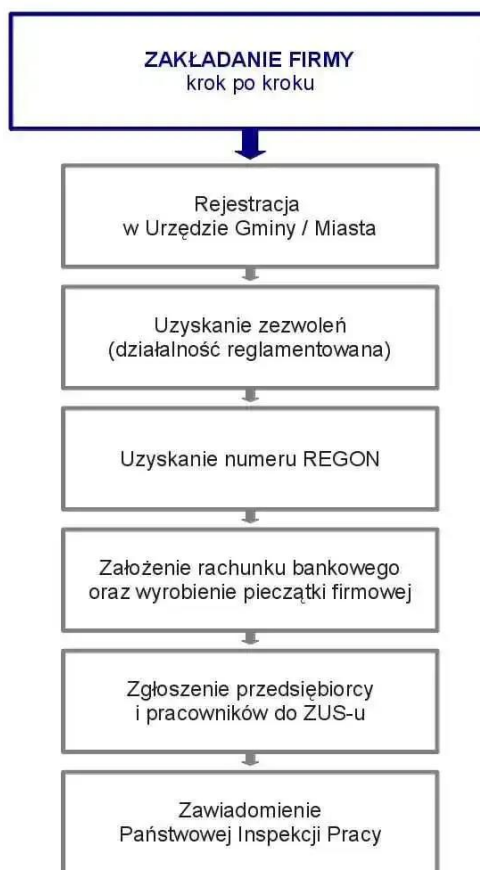 ZAKŁADANIE FIRMY
krok po kroku
Rejestracja
w Urzędzie Gminy / Miasta
Uzyskanie zezwoleń
(działalność reglamentowana)
Uzyskanie numeru REGON
Założenie rachunku bankowego
oraz wyrobienie pieczątki firmowej
Zgłoszenie przedsiębiorcy
i pracowników do ZUS-u
Zawiadomienie
Państwowej Inspekcji Pracy